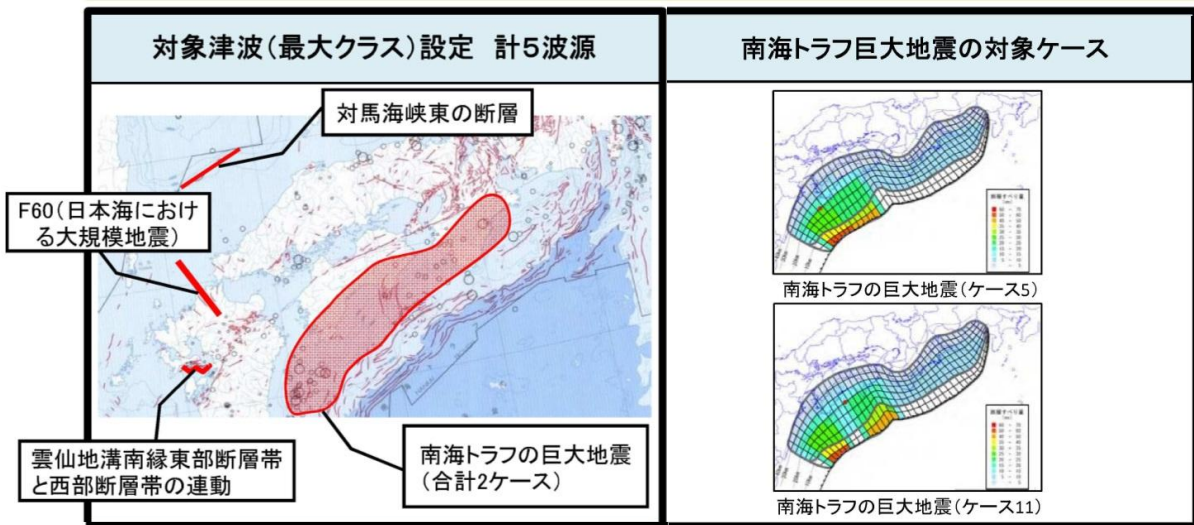 対象津波(最大クラス)設定 計5波源
対馬海峡東の断層
F60(日本海におけ
る大規模地震)
雲仙地溝南縁東部断層帯
と西部断層帯の連動
南海トラフの巨大地震
(合計2ケース)
南海トラフ巨大地震の対象ケース
南海トラフの巨大地震(ケース5)
南海トラフの巨大地震(ケース11)